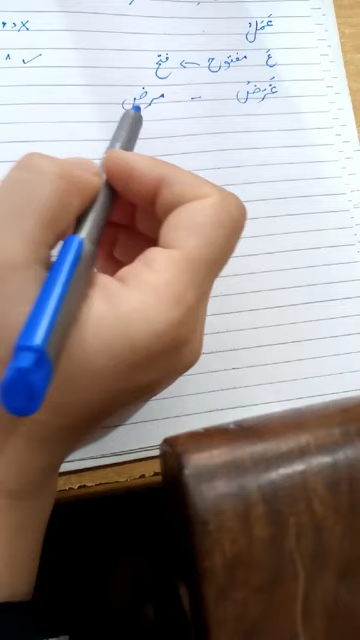 عَمَلُ
عَ مفتوح ← فتح ✓
عَرَضُ - مرض